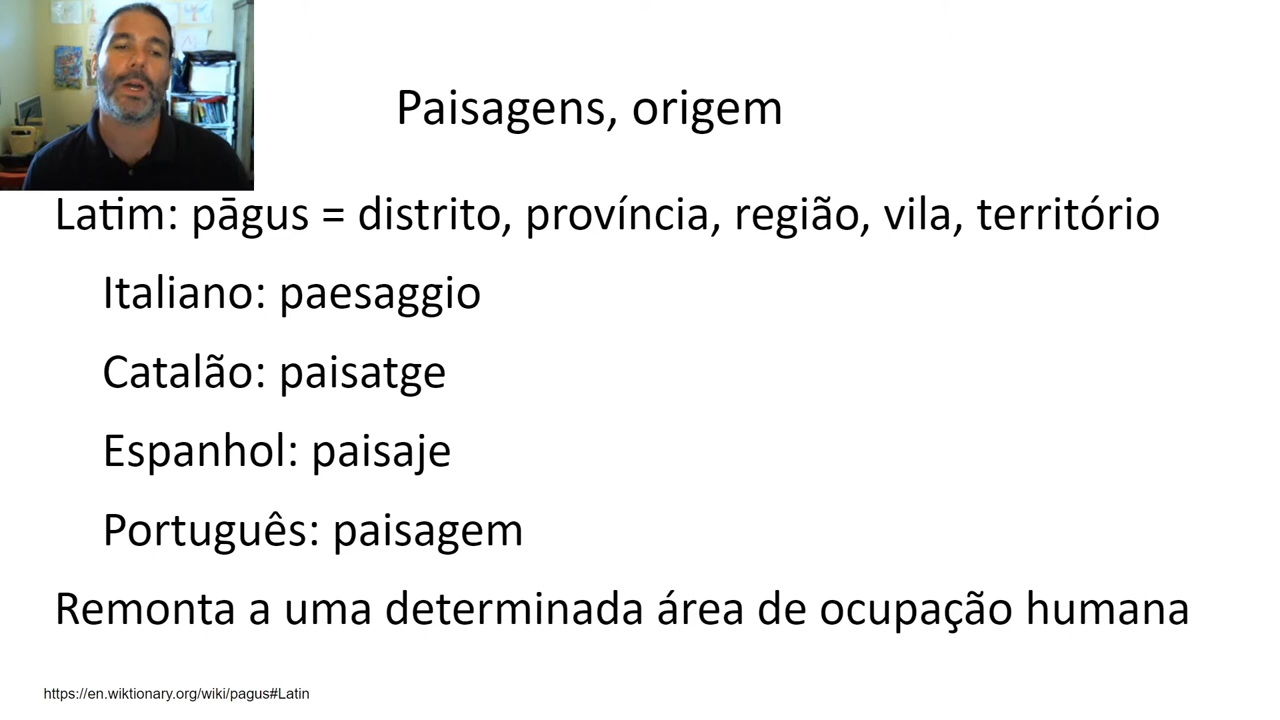 Paisagens, origem
Latim: pāgus = distrito, província, região, vila, território
Italiano: paesaggio
Catalão: paisatge
Espanhol: paisaje
Português: paisagem
Remonta a uma determinada área de ocupação humana
https://en.wiktionary.org/wiki/pagus#Latin